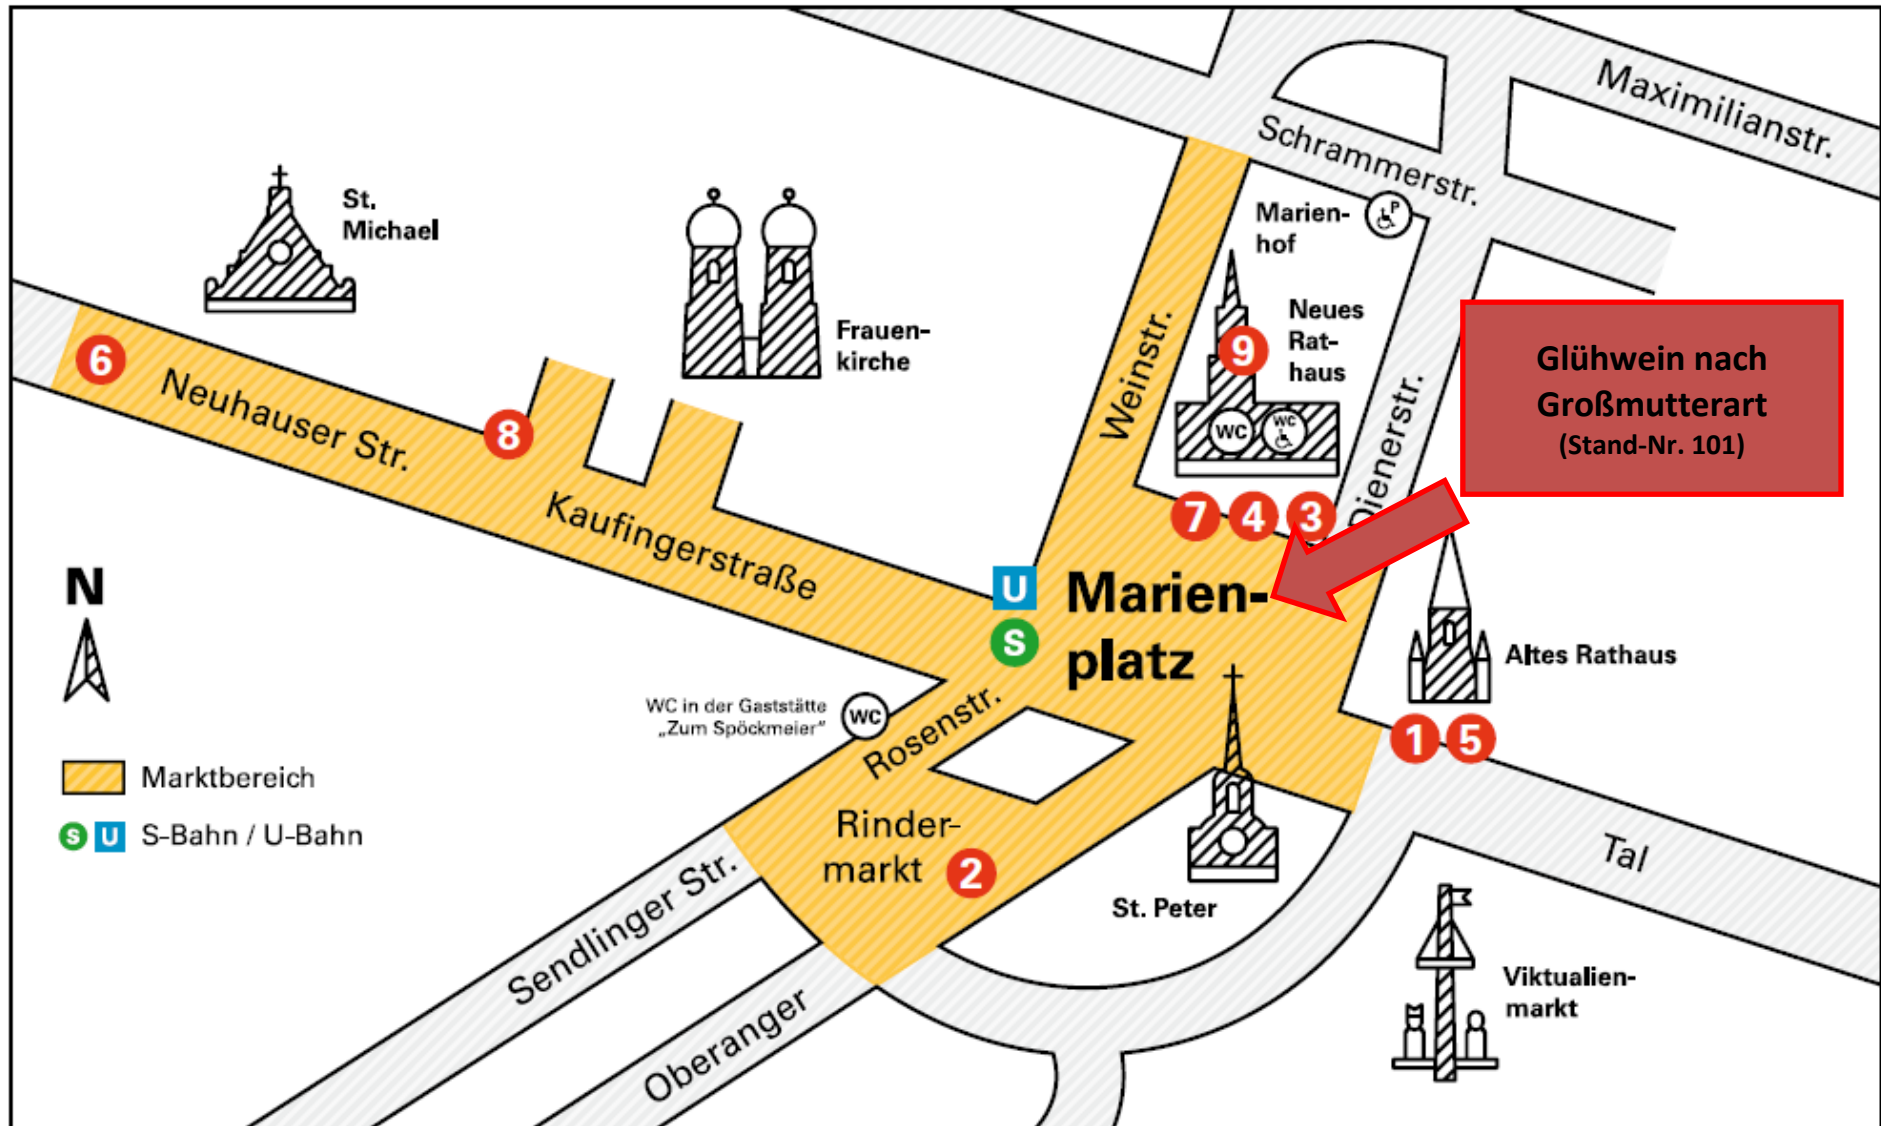 Maximilianstr.
Schrammerstr.
P
Marien-
hof
St.
Michael
Frauen-
kirche
Weinstr.
Neues
Rat-
haus
9
WC
WC
Dienerstr.
Glühwein nach
Großmutterart
(Stand-Nr. 101)
6
Neuhauser Str.
8
Kaufingerstraße
7
4
3
N
U
S
Marien-
platz
Altes Rathaus
WC in der Gaststätte
„Zum Spöckmeier“
WC
Rosenstr.
1
5
Marktbereich
S U S-Bahn / U-Bahn
Rinder-
markt
2
Tal
Sendlinger Str.
St. Peter
Viktualien-
markt
Oberanger